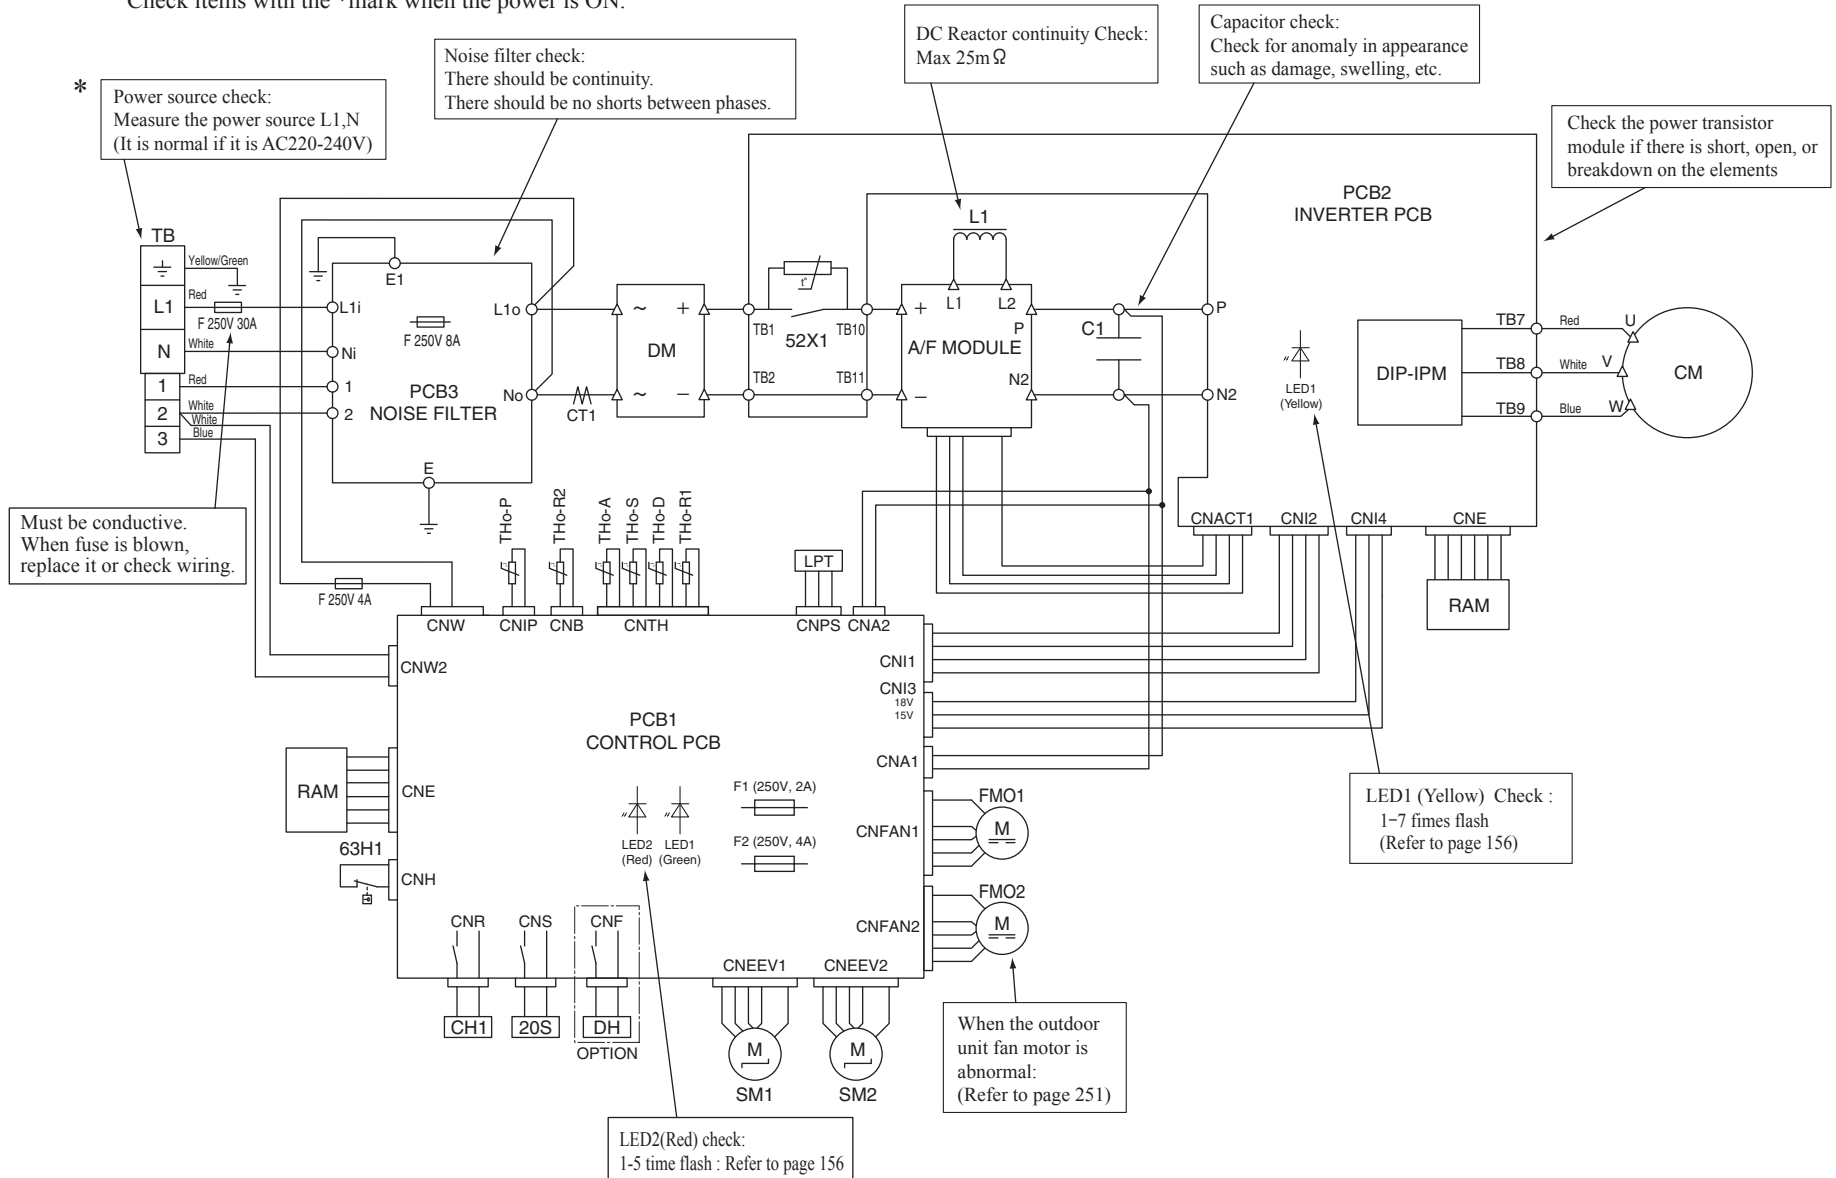 Check items with the *mark when the power is ON.
*
Power source check:
Measure the power source L1,N
(It is normal if it is AC220-240V)
Noise filter check:
There should be continuity.
There should be no shorts between phases.
DC Reactor continuity Check:
Max 25mΩ
Capacitor check:
Check for anomaly in appearance
such as damage, swelling, etc.
Check the power transistor
module if there is short, open, or
breakdown on the elements
PCB2
INVERTER PCB
TB
Yellow/Green
L1
Red
F 250V 30A
N
White
1
Red
2
White
White
3
Blue
E1
L1i
L1o
F 250V 8A
Ni
1
PCB3
NOISE FILTER
No
2
E
CT1
~
+
DM
~
−
t°
TB1
52X1
TB10
TB2
TB11
L1
L1
L2
+
P
A/F MODULE
N2
−
C1
P
N2
LED1
(Yellow)
DIP-IPM
TB7
Red
U
TB8
White
V
TB9
Blue
W
CM
Must be conductive.
When fuse is blown,
replace it or check wiring.
F 250V 4A
THo-P
THo-R2
THo-A
THo-S
THo-D
THo-R1
LPT
CNACT1
CNI2
CNI4
CNE
RAM
CNW
CNIP
CNB
CNTH
CNPS
CNA2
CNW2
CNI1
CNI3
18V
15V
PCB1
CONTROL PCB
CNA1
RAM
CNE
F1 (250V, 2A)
F2 (250V, 4A)
LED2
(Red)
LED1
(Green)
CNFAN1
FMO1
M
63H1
CNH
CNFAN2
FMO2
M
CNR
CNS
CNF
CNEEV1
CNEEV2
CH1
20S
DH
OPTION
M
SM1
M
SM2
LED1 (Yellow) Check :
1-7 fimes flash
(Refer to page 156)
When the outdoor
unit fan motor is
abnormal:
(Refer to page 251)
LED2(Red) check:
1-5 time flash : Refer to page 156